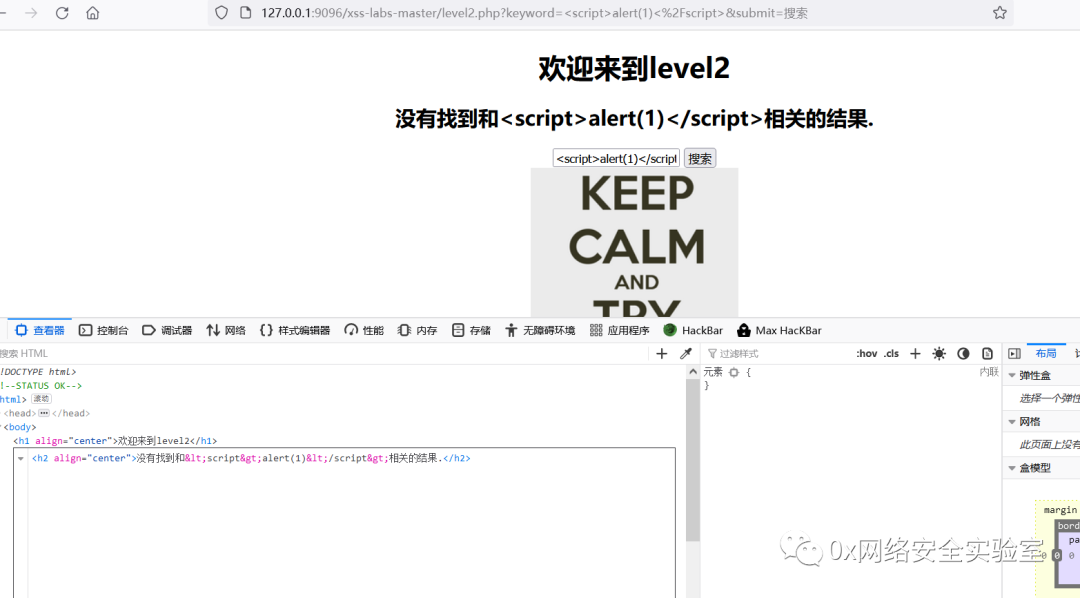 127.0.0.1:9096/xss-labs-master/level2.php?keyword=<script>alert(1)<%2Fscript>&submit=搜索
欢迎来到level2
没有找到和<script>alert(1)</script>相关的结果.
<script>alert(1)</script 搜索
KEEP
CALM
AND
TRY
查看器 控制台 调试器 网络 样式编辑器 性能 内存 存储 无障碍环境 应用程序 HackBar Max HacKBar
搜索 HTML
过滤样式 :hov .cls 布局
!DOCTYPE html>
!--STATUS OK-->
html> 滚动
<head> </head>
<body>
<h1 align="center">欢迎来到level2</h1>
<h2 align="center">没有找到和&lt;script&gt;alert(1)&lt;/script&gt;相关的结果.</h2>
元素 { 内联
}
弹性盒
选择一个弹性
网格
此页面上没有
盒模型
margin
bord
pa
0 0 0
0x网络安全实验室